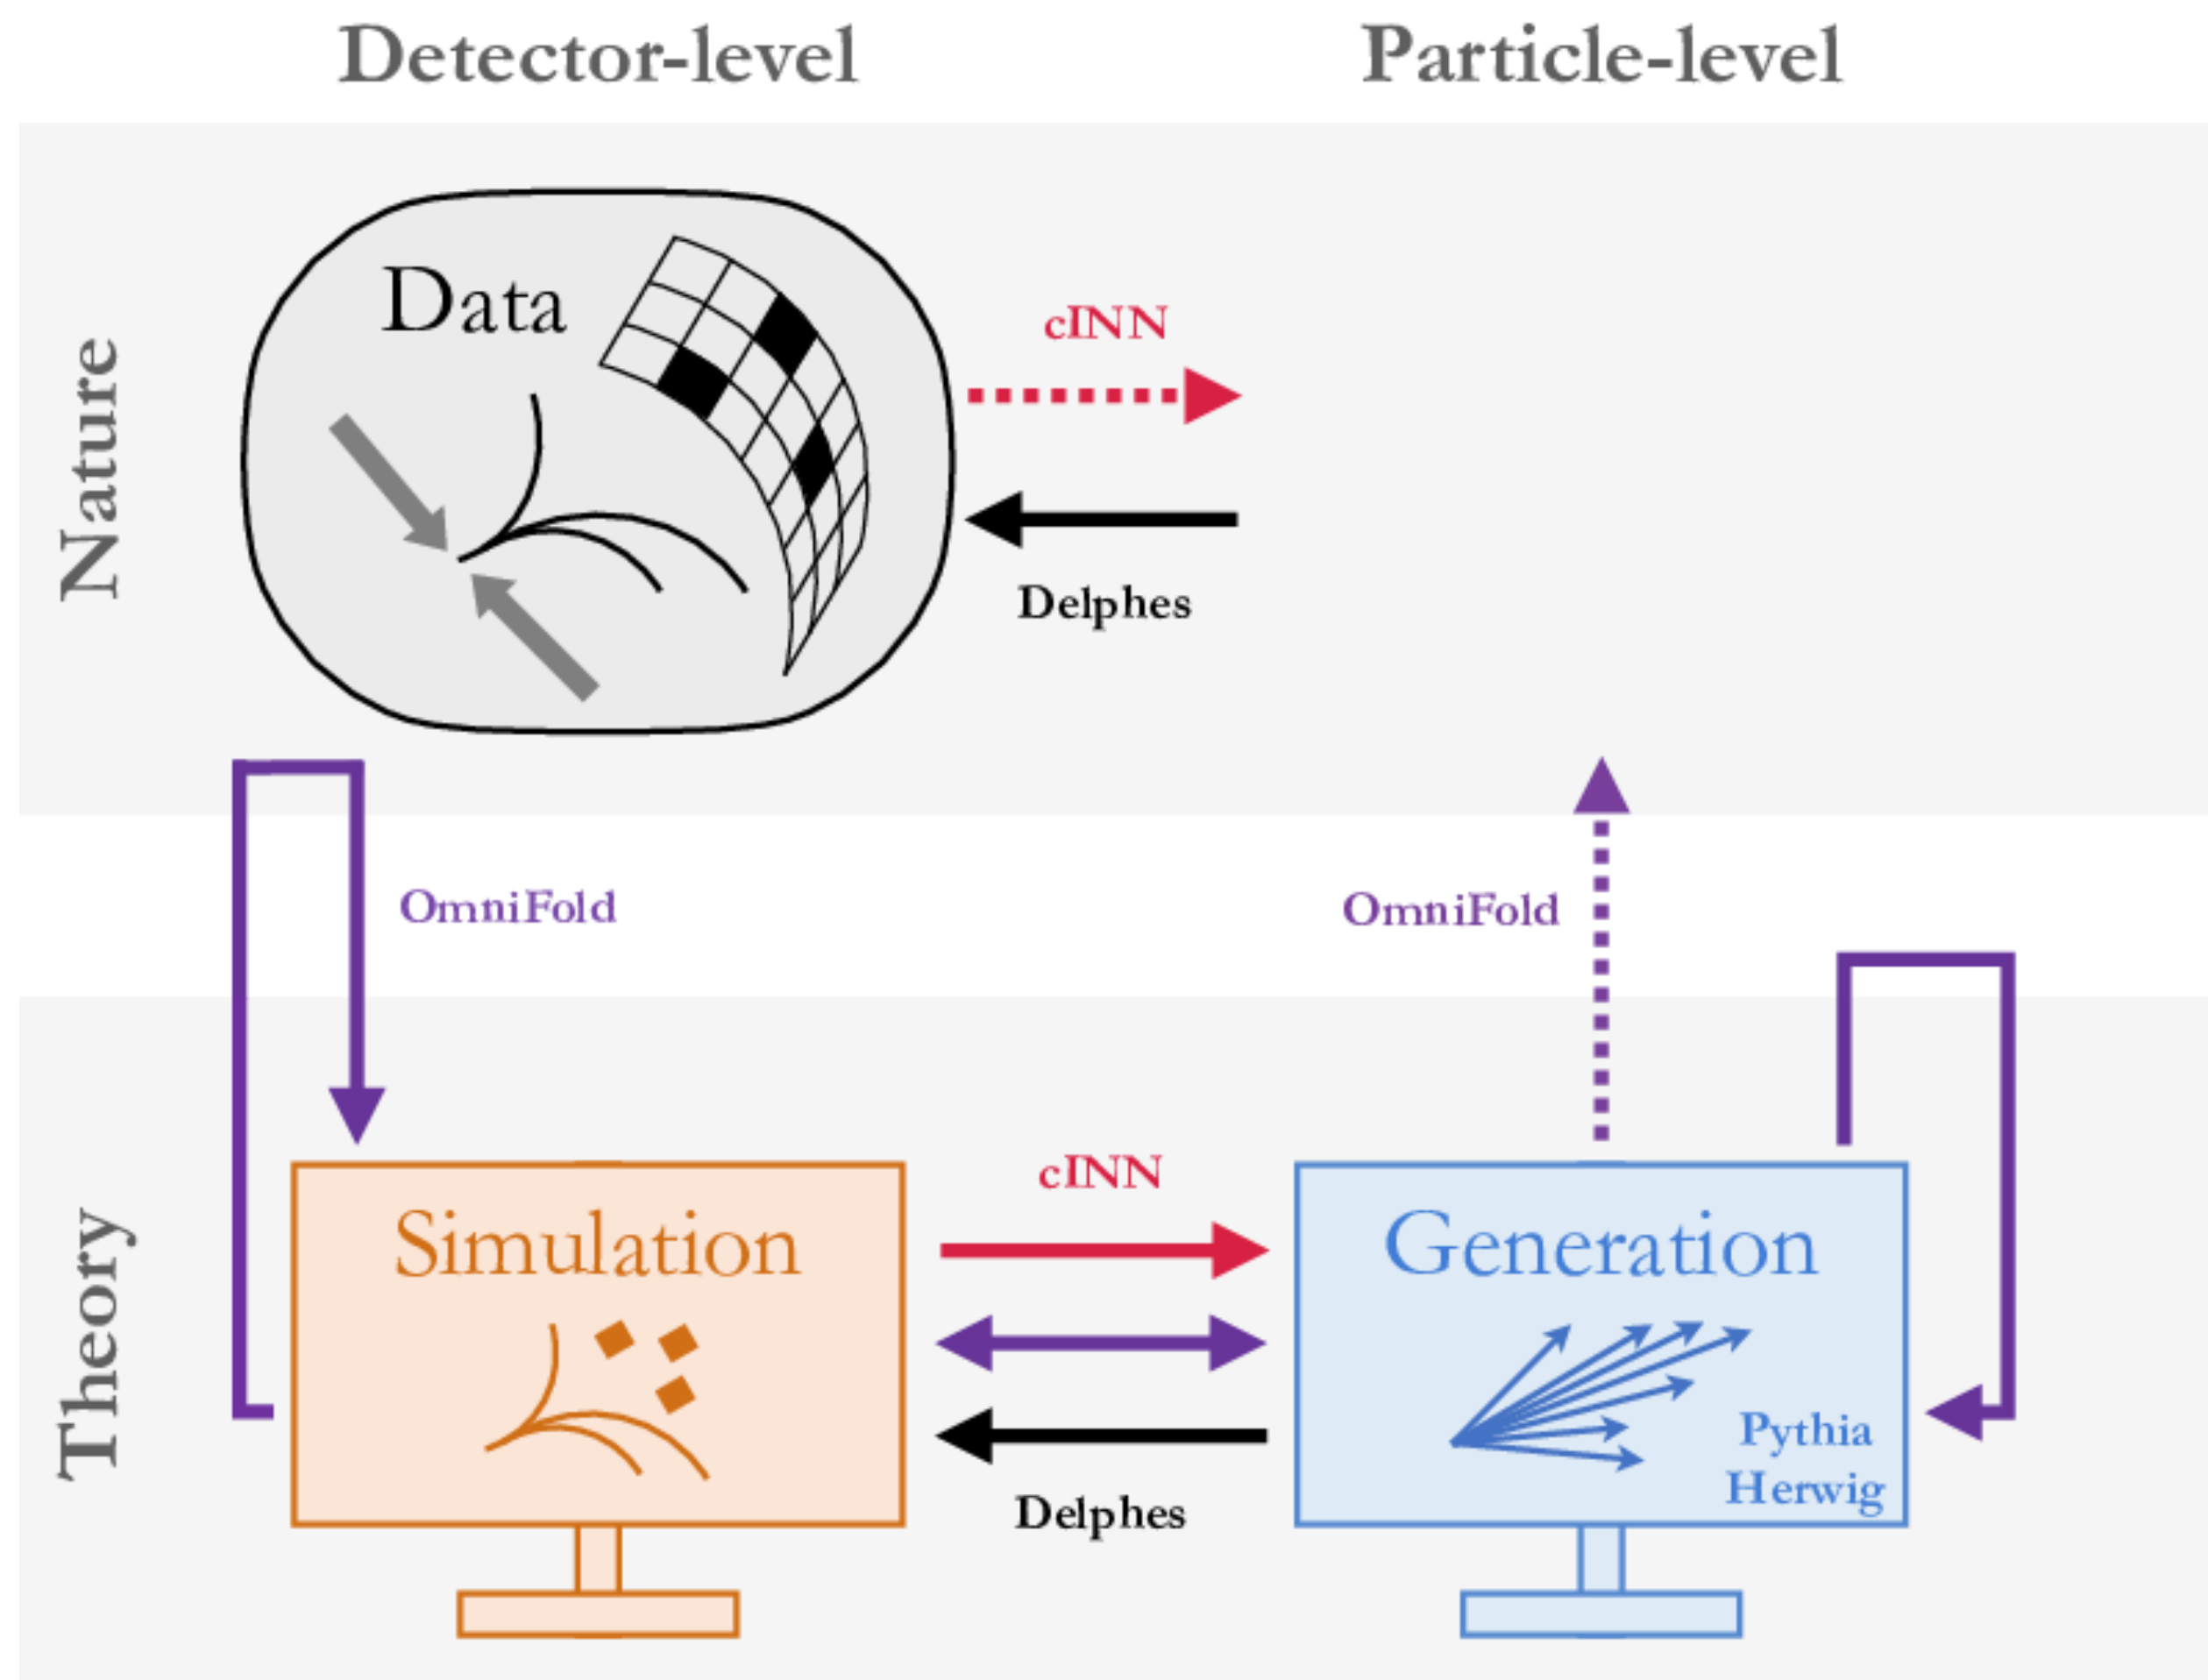 Detector-level
Particle-level
Nature
Data
cINN
Delphes
OmniFold
OmniFold
Theory
Simulation
cINN
Delphes
Generation
Pythia
Herwig